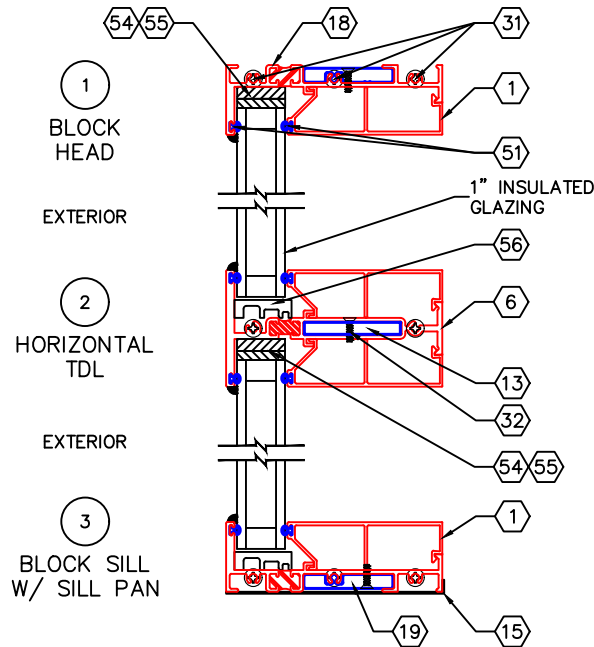 54 55
18
31
1
1
BLOCK
HEAD
51
1" INSULATED
GLAZING
EXTERIOR
56
2
6
HORIZONTAL
TDL
13
32
EXTERIOR
54 55
3
1
BLOCK SILL
W/ SILL PAN
19
15